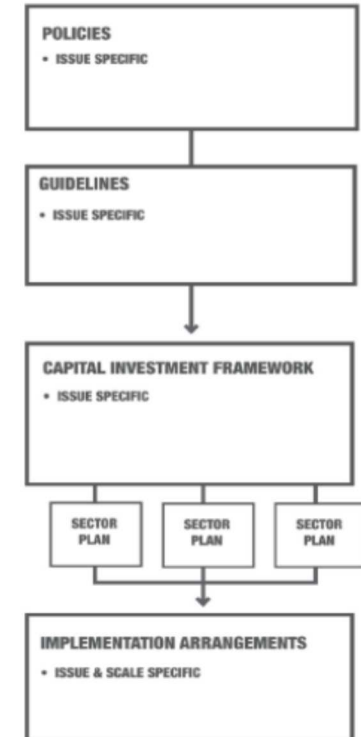 POLICIES
• ISSUE SPECIFIC
GUIDELINES
• ISSUE SPECIFIC
CAPITAL INVESTMENT FRAMEWORK
• ISSUE SPECIFIC
SECTOR
PLAN
SECTOR
PLAN
SECTOR
PLAN
IMPLEMENTATION ARRANGEMENTS
• ISSUE & SCALE SPECIFIC